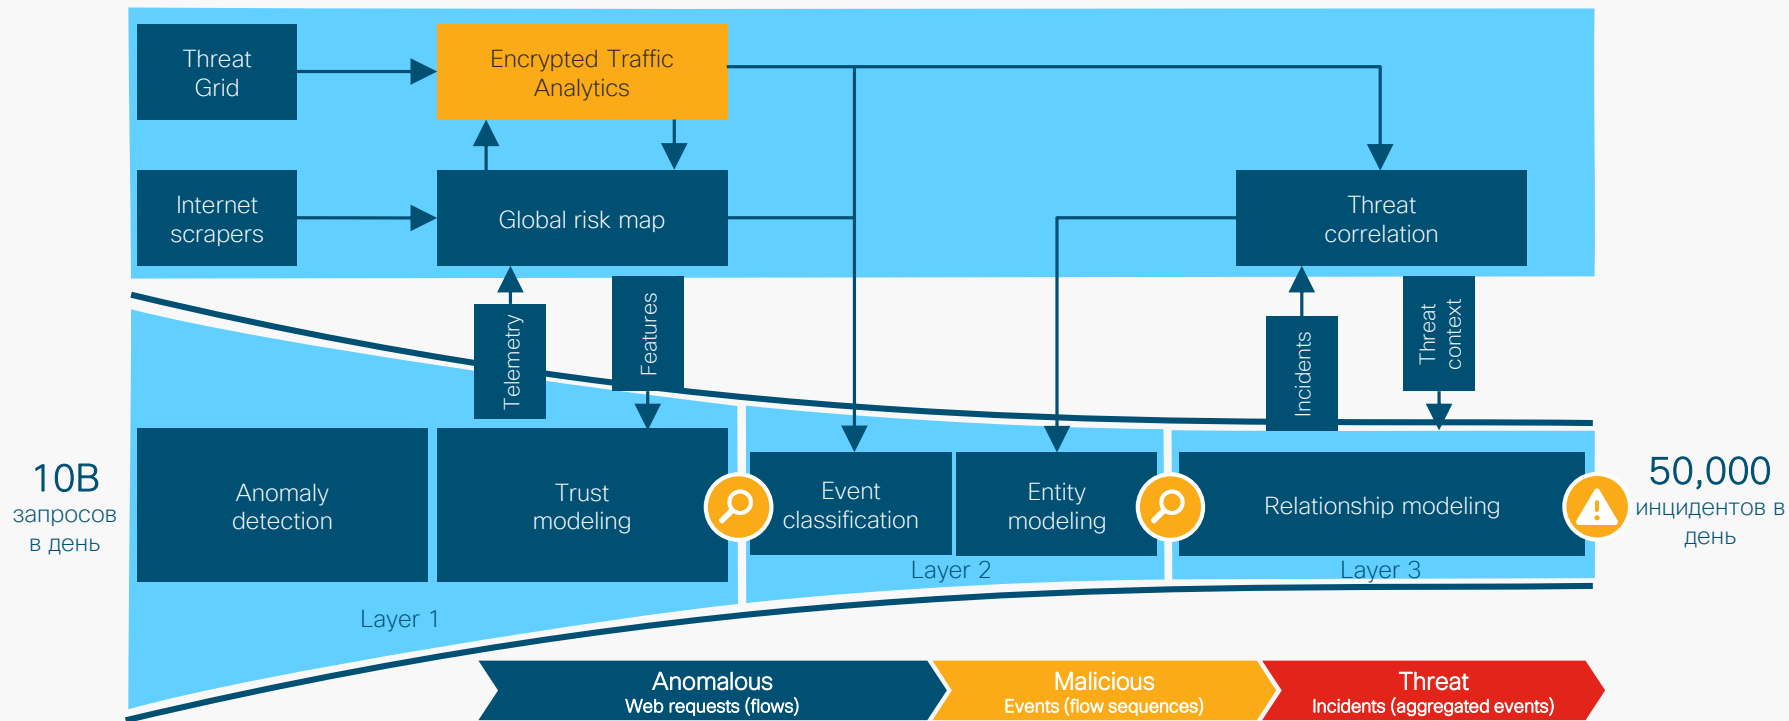 Threat
Grid
Encrypted Traffic
Analytics
Internet
scrapers
Global risk map
Threat
correlation
Telemetry
Features
Incidents
Threat
context
10B
запросов
в день
Anomaly
detection
Trust
modeling
Event
classification
Entity
modeling
Relationship modeling
50,000
инцидентов в
день
Layer 1
Layer 2
Layer 3
Anomalous
Web requests (flows)
Malicious
Events (flow sequences)
Threat
Incidents (aggregated events)